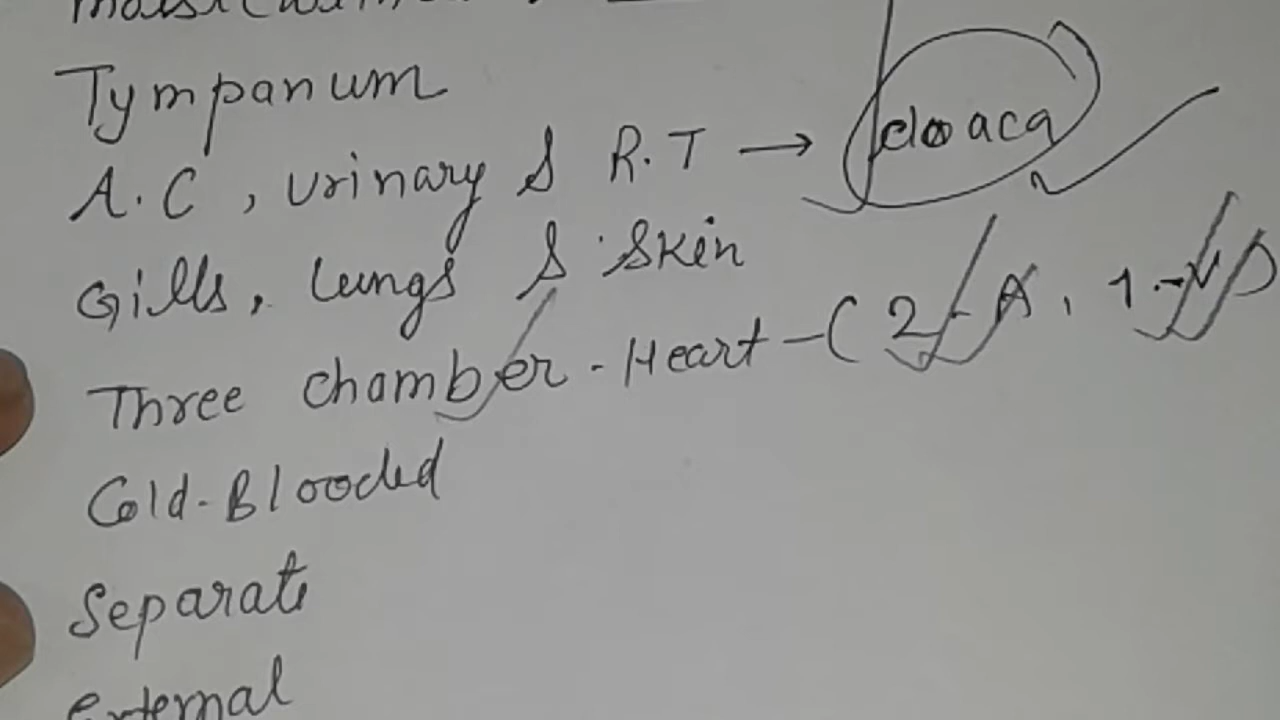 Tympanum
A.C, urinary & R.T → cloaca
Gills, lungs & skin
Three chamber-Heart-(2-A, 1-V)
Cold-Blooded
Separate
External